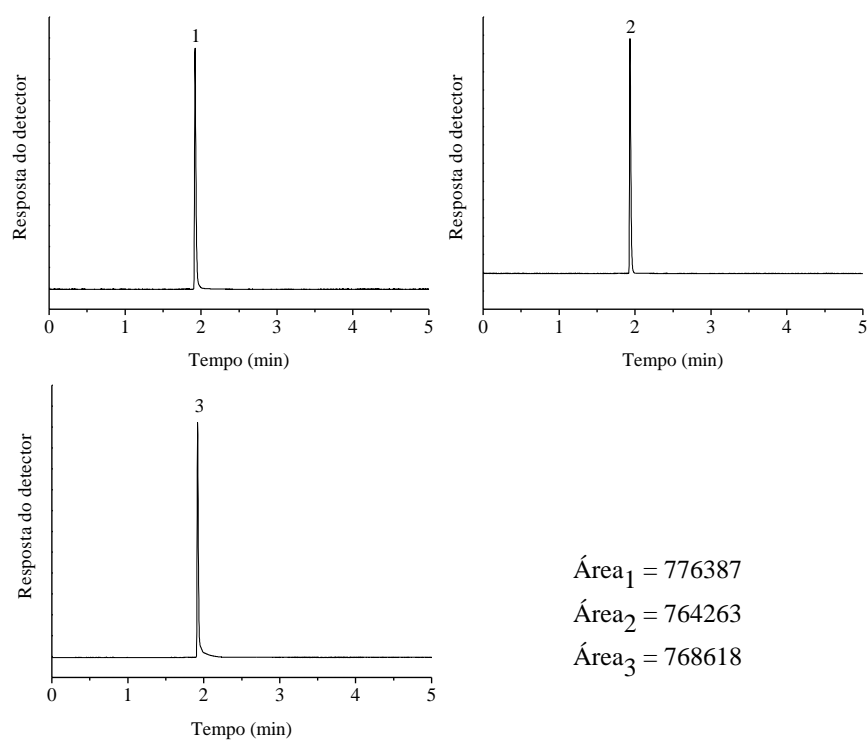 1
Resposta do detector
0 1 2 3 4 5
Tempo (min)
2
Resposta do detector
0 1 2 3 4 5
Tempo (min)
3
Resposta do detector
0 1 2 3 4 5
Tempo (min)
Área1 = 776387
Área2 = 764263
Área3 = 768618